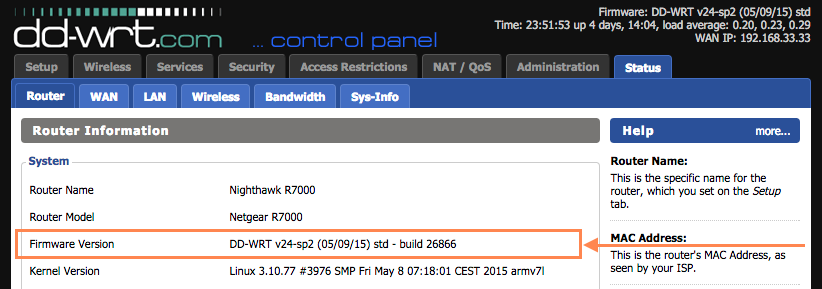 dd-wrt.com ... control panel
Firmware: DD-WRT v24-sp2 (05/09/15) std
Time: 23:51:53 up 4 days, 14:04, load average: 0.20, 0.23, 0.29
WAN IP: 192.168.33.33
Setup Wireless Services Security Access Restrictions NAT / QoS Administration Status
Router WAN LAN Wireless Bandwidth Sys-Info
Router Information
System
Router Name Nighthawk R7000
Router Model Netgear R7000
Firmware Version DD-WRT v24-sp2 (05/09/15) std - build 26866
Kernel Version Linux 3.10.77 #3976 SMP Fri May 8 07:18:01 CEST 2015 armv7l
Help more...
Router Name:
This is the specific name for the
router, which you set on the Setup
tab.
MAC Address:
This is the router's MAC Address, as
seen by your ISP.